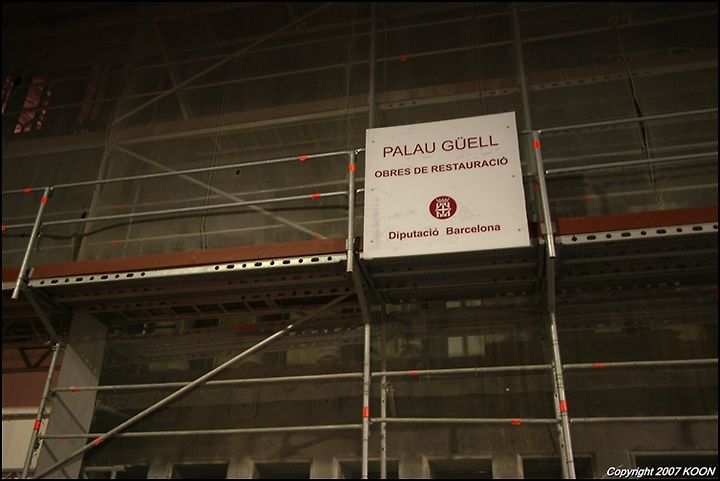 PALAU GÜELL
OBRES DE RESTAURACIÓ
Diputació Barcelona
Copyright 2007 KOON